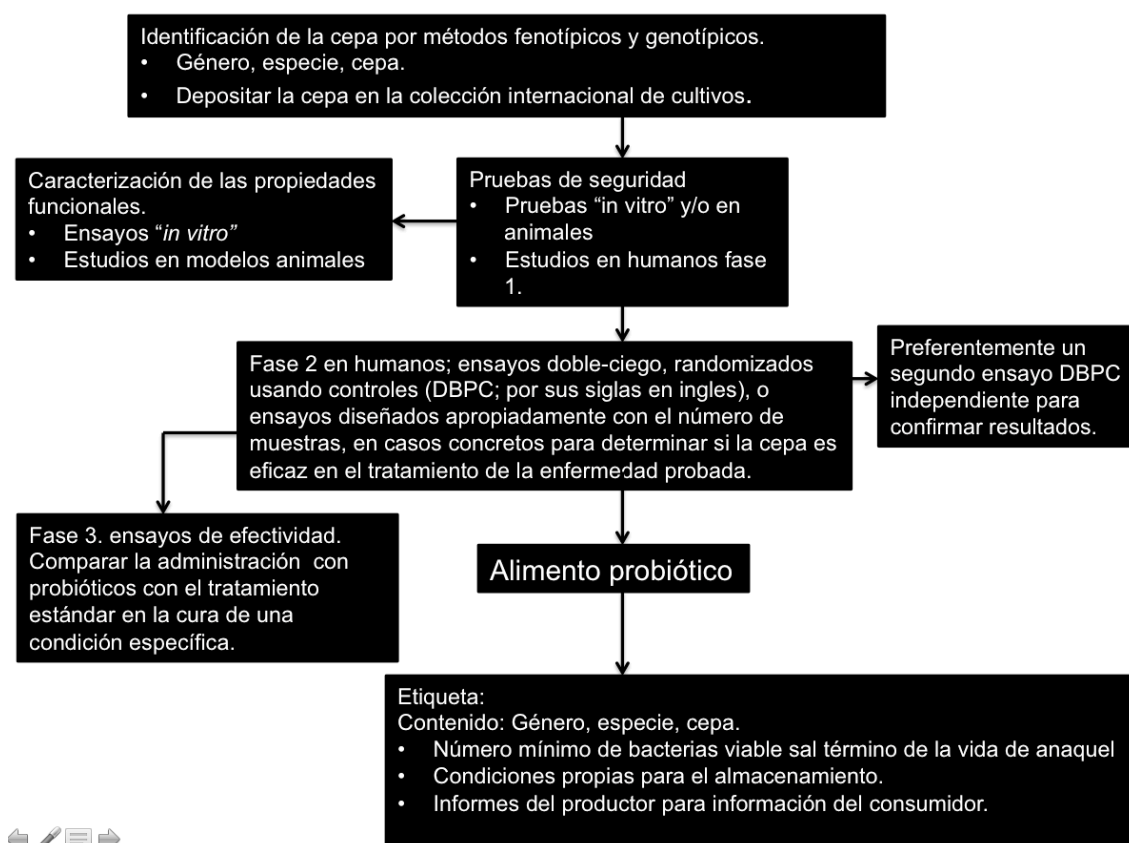 Identificación de la cepa por métodos fenotípicos y genotípicos.
• Género, especie, cepa.
• Depositar la cepa en la colección internacional de cultivos.
Caracterización de las propiedades
funcionales.
• Ensayos “in vitro”
• Estudios en modelos animales
Pruebas de seguridad
• Pruebas “in vitro” y/o en
animales
• Estudios en humanos fase
1.
Fase 2 en humanos; ensayos doble-ciego, randomizados
usando controles (DBPC; por sus siglas en ingles), o
ensayos diseñados apropiadamente con el número de
muestras, en casos concretos para determinar si la cepa es
eficaz en el tratamiento de la enfermedad probada.
Preferentemente un
segundo ensayo DBPC
independiente para
confirmar resultados.
Fase 3. ensayos de efectividad.
Comparar la administración con
probióticos con el tratamiento
estándar en la cura de una
condición específica.
Alimento probiótico
Etiqueta:
Contenido: Género, especie, cepa.
• Número mínimo de bacterias viable sal término de la vida de anaquel
• Condiciones propias para el almacenamiento.
• Informes del productor para información del consumidor.